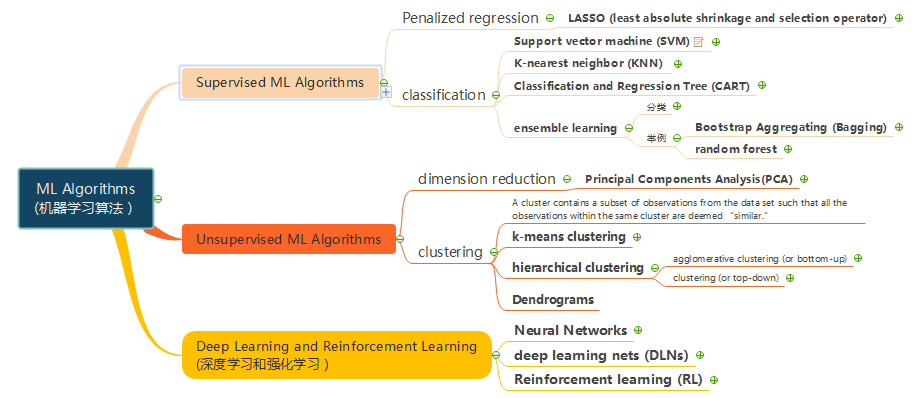 ML Algorithms
(机器学习算法）
Supervised ML Algorithms
Penalized regression
LASSO (least absolute shrinkage and selection operator)
classification
Support vector machine (SVM)
K-nearest neighbor (KNN)
Classification and Regression Tree (CART)
ensemble learning
分类
举例
Bootstrap Aggregating (Bagging)
random forest
Unsupervised ML Algorithms
dimension reduction
Principal Components Analysis(PCA)
clustering
A cluster contains a subset of observations from the data set such that all the
observations within the same cluster are deemed “similar.”
k-means clustering
hierarchical clustering
agglomerative clustering (or bottom-up)
clustering (or top-down)
Dendrograms
Deep Learning and Reinforcement Learning
(深度学习和强化学习）
Neural Networks
deep learning nets (DLNs)
Reinforcement learning (RL)